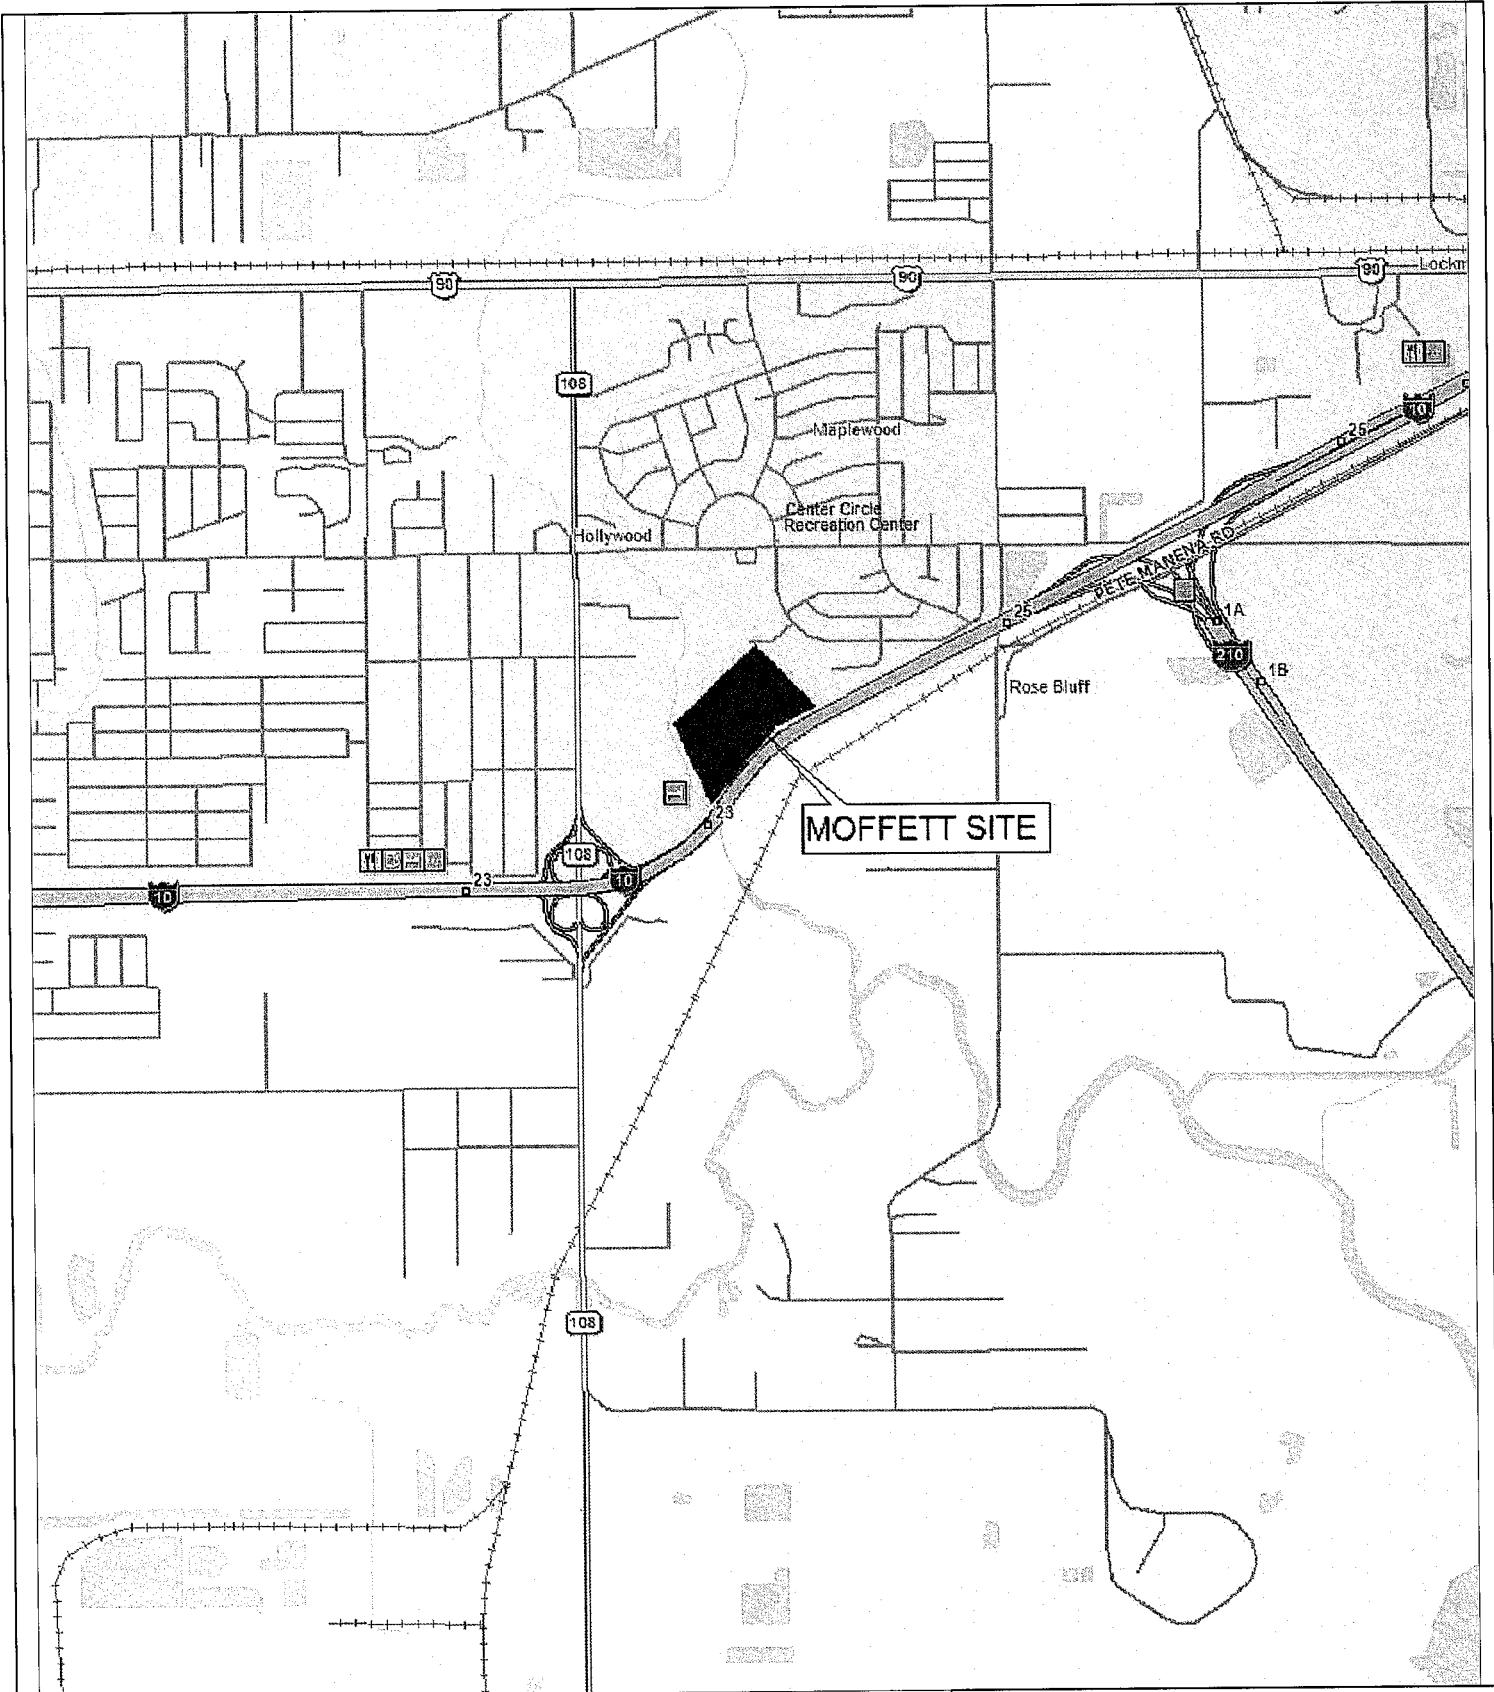 90
90
90
Lockm
108
10
Maplewood
25
Center Circle
Recreation Center
Hollywood
PETE MANENA RD
25
1A
210
1B
Rose Bluff
23
MOFFETT SITE
108
23
10
10
108